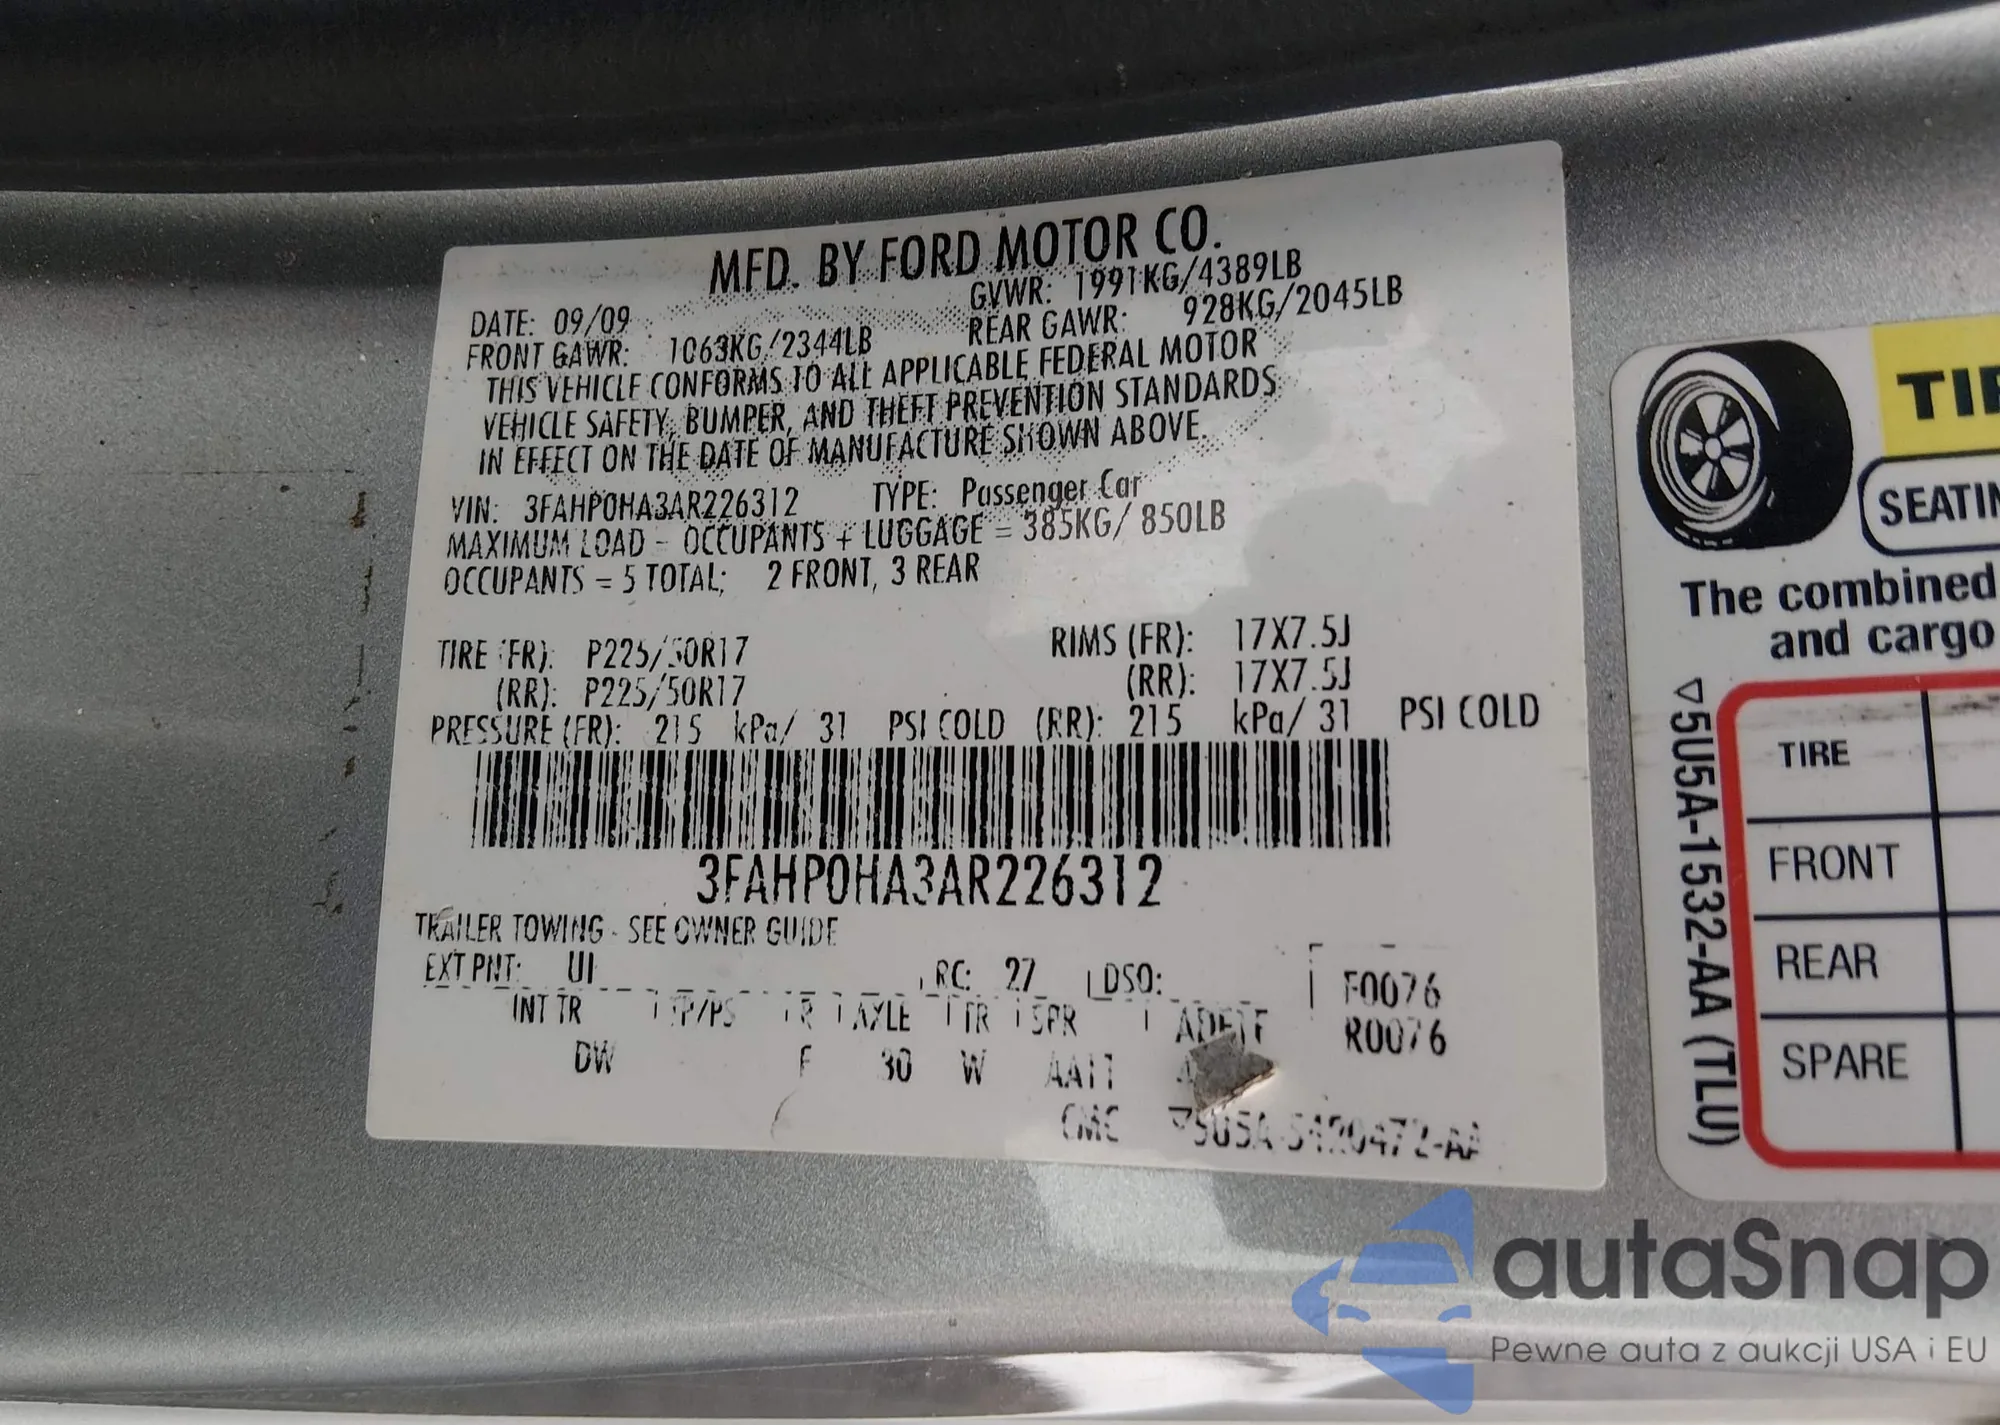 MFD. BY FORD MOTOR CO.
DATE: 09/09 GVWR: 1991KG/4389LB
FRONT GAWR: 1063KG/2344LB REAR GAWR: 928KG/2045LB
THIS VEHICLE CONFORMS TO ALL APPLICABLE FEDERAL MOTOR
VEHICLE SAFETY, BUMPER, AND THEFT PREVENTION STANDARDS
IN EFFECT ON THE DATE OF MANUFACTURE SHOWN ABOVE.
VIN: 3FAHP0HA3AR226312 TYPE: Passenger Car
MAXIMUM LOAD - OCCUPANTS + LUGGAGE = 385KG/ 850LB
OCCUPANTS = 5 TOTAL; 2 FRONT, 3 REAR
TIRE (FR): P225/50R17 RIMS (FR): 17X7.5J
(RR): P225/50R17 (RR): 17X7.5J
PRESSURE (FR): 215 kPa/ 31 PSI COLD (RR): 215 kPa/ 31 PSI COLD
3FAHP0HA3AR226312
TRAILER TOWING - SEE OWNER GUIDE
EXT PNT: UI RC: 27 DSO: F0076
INT TR TP/PS R AXLE TR SPR R0076
DW F 30 W AA11
CMC
TIR
SEATIN
The combined
and cargo
▽5U5A-1532-AA (TLU)
TIRE
FRONT
REAR
SPARE
autaSnap
Pewne auta z aukcji USA i EU